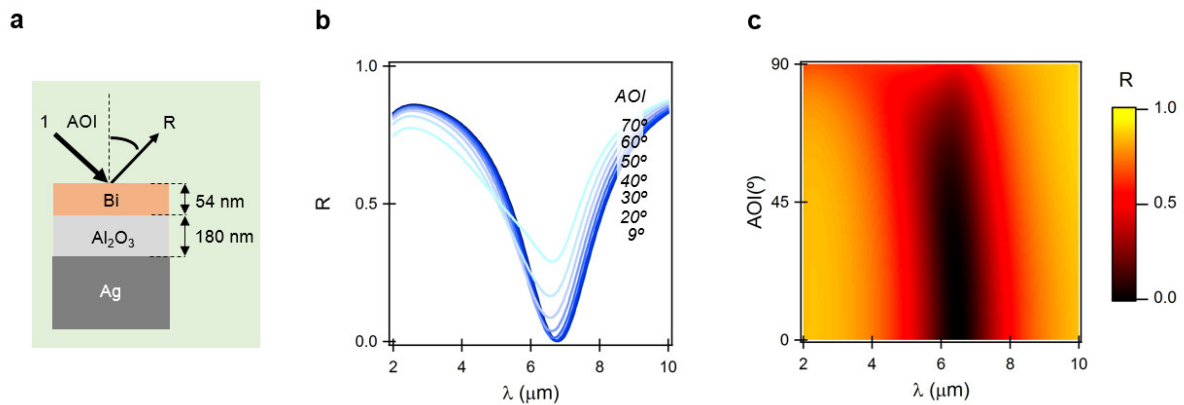 a
1
AOI
R
Bi
54 nm
Al₂O₃
180 nm
Ag
b
1.0
0.5
0.0
R
AOI
70º
60º
50º
40º
30º
20º
9º
2
4
6
8
10
λ (μm)
c
90
45
0
AOI(º)
2
4
6
8
10
λ (μm)
R
1.0
0.5
0.0